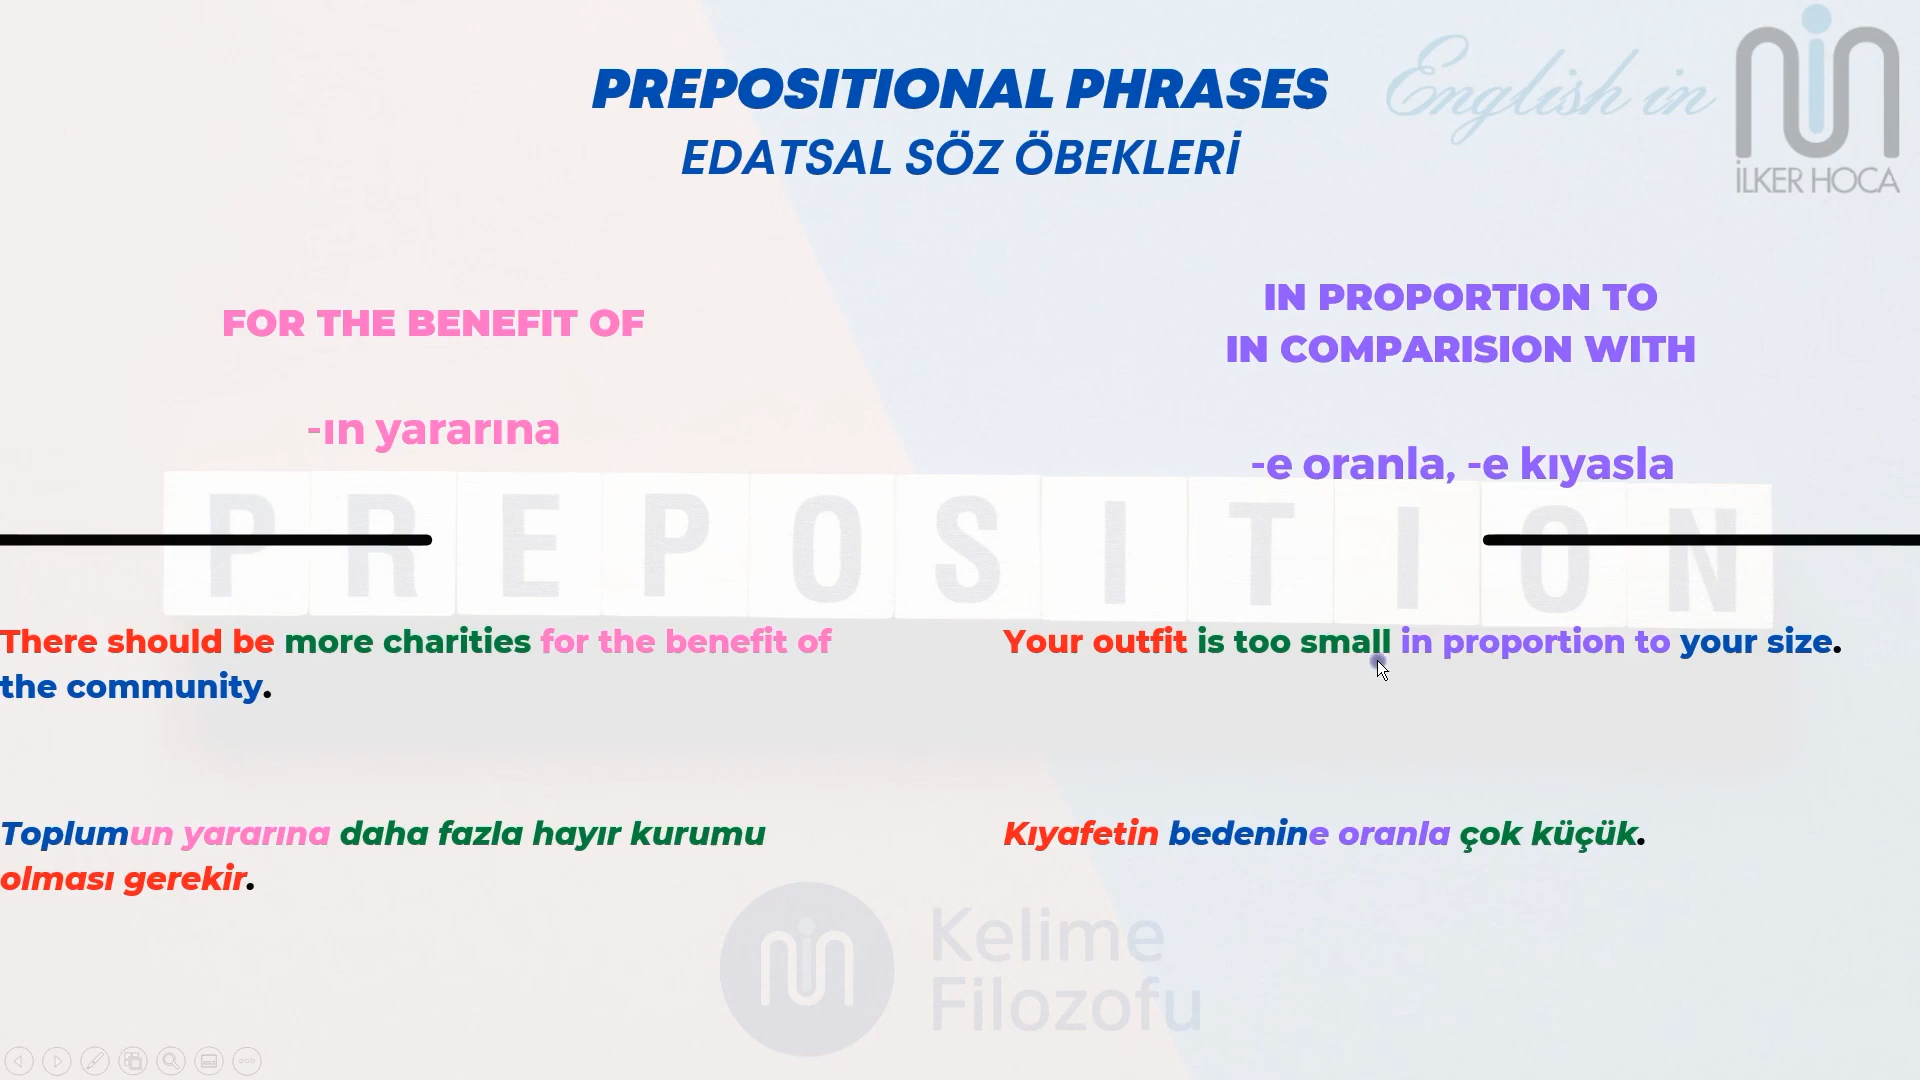 PREPOSITIONAL PHRASES
EDATSAL SÖZ ÖBEKLERİ
English in
İLKER HOCA
FOR THE BENEFIT OF
-ın yararına
IN PROPORTION TO
IN COMPARISION WITH
-e oranla, -e kıyasla
PREPOSITION
There should be more charities for the benefit of
the community.
Your outfit is too small in proportion to your size.
Toplumun yararına daha fazla hayır kurumu
olması gerekir.
Kıyafetin bedenine oranla çok küçük.
Kelime
Filozofu